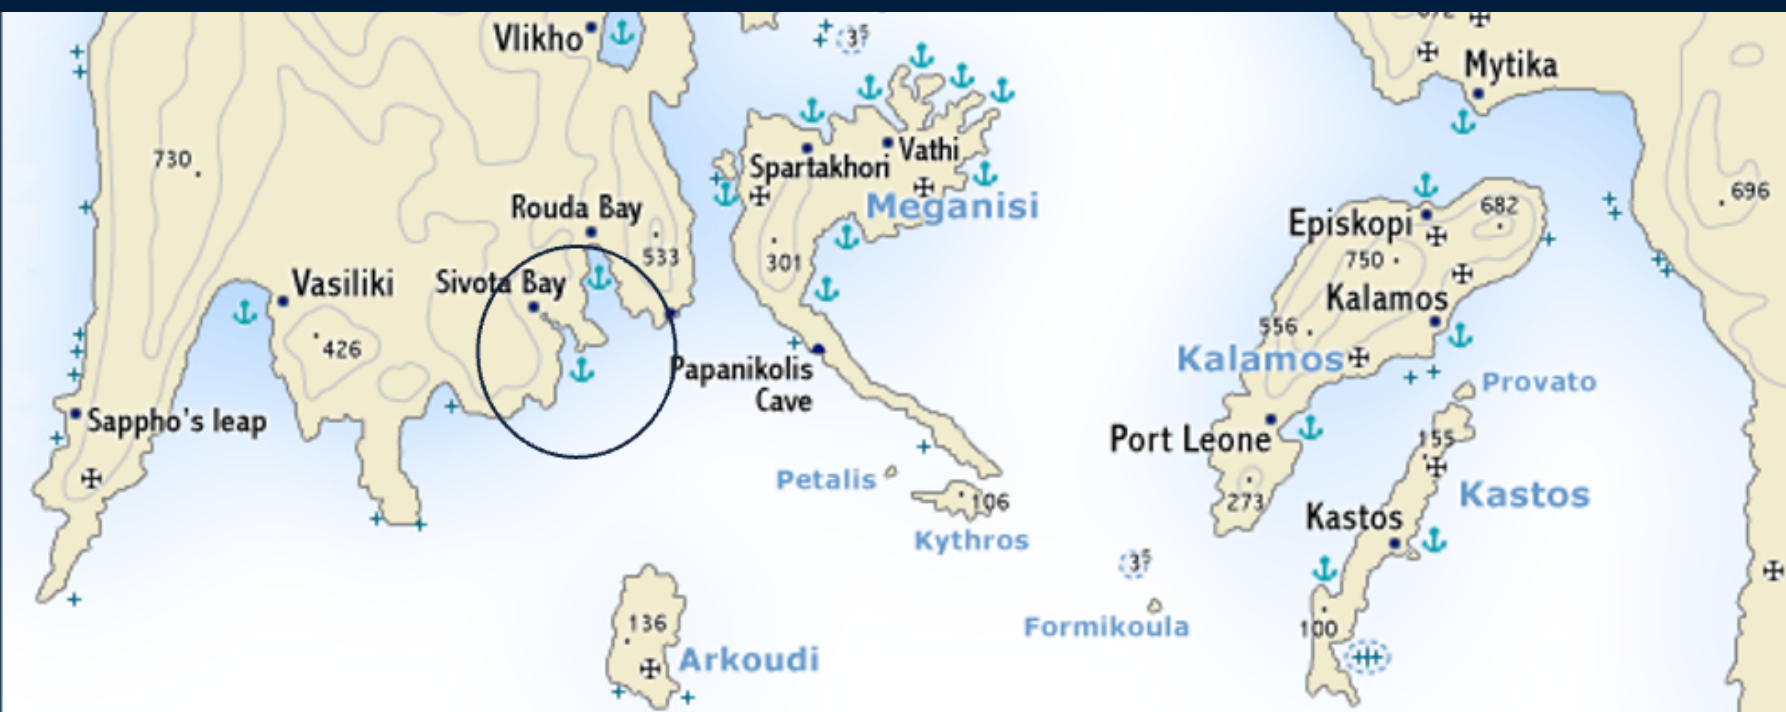 Vlikho
3⁵
672
Mytika
730
Spartakhori
Vathi
696
Rouda Bay
Meganisi
682
Episkopi
533
301
750
Vasiliki
Sivota Bay
Kalamos
426
556
Kalamos
Papanikolis
Cave
Provato
Sappho's leap
Port Leone
155
Petalis
106
273
Kastos
Kastos
Kythros
3⁵
136
Formikoula
100
Arkoudi